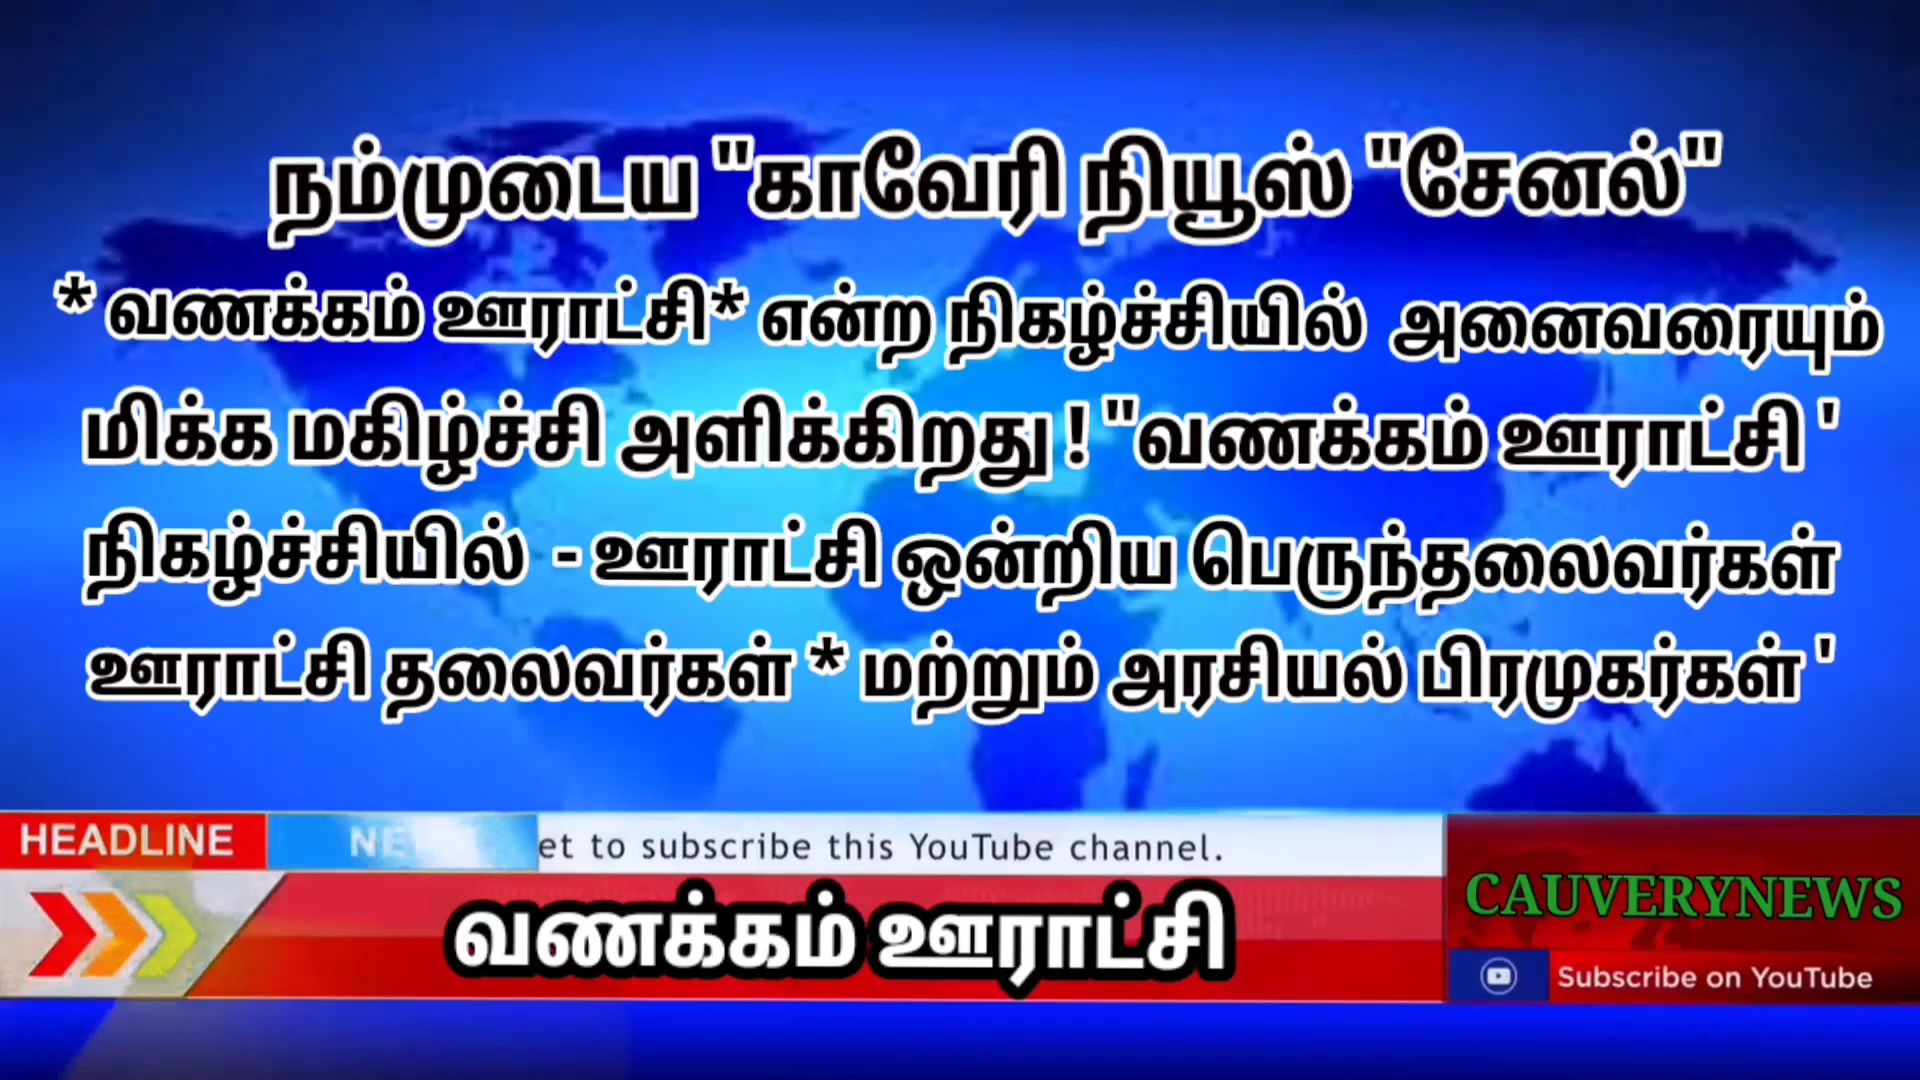 நம்முடைய "காவேரி நியூஸ் "சேனல்"
* வணக்கம் ஊராட்சி* என்ற நிகழ்ச்சியில் அனைவரையும்
மிக்க மகிழ்ச்சி அளிக்கிறது ! "வணக்கம் ஊராட்சி '
நிகழ்ச்சியில் - ஊராட்சி ஒன்றிய பெருந்தலைவர்கள்
ஊராட்சி தலைவர்கள் * மற்றும் அரசியல் பிரமுகர்கள் '
HEADLINE
et to subscribe this YouTube channel.
வணக்கம் ஊராட்சி
CAUVERYNEWS
Subscribe on YouTube